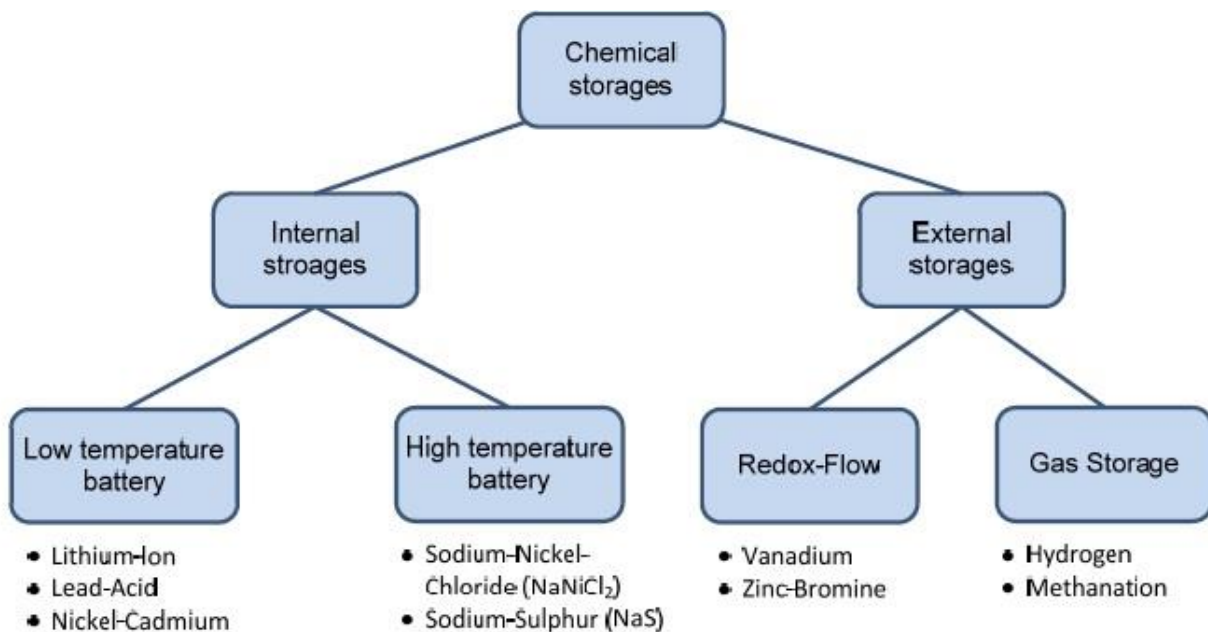 Chemical
storages
Internal
stroages
External
storages
Low temperature
battery
High temperature
battery
Redox-Flow
Gas Storage
• Lithium-Ion
• Lead-Acid
• Nickel-Cadmium
• Sodium-Nickel-
Chloride (NaNiCl₂)
• Sodium-Sulphur (NaS)
• Vanadium
• Zinc-Bromine
• Hydrogen
• Methanation